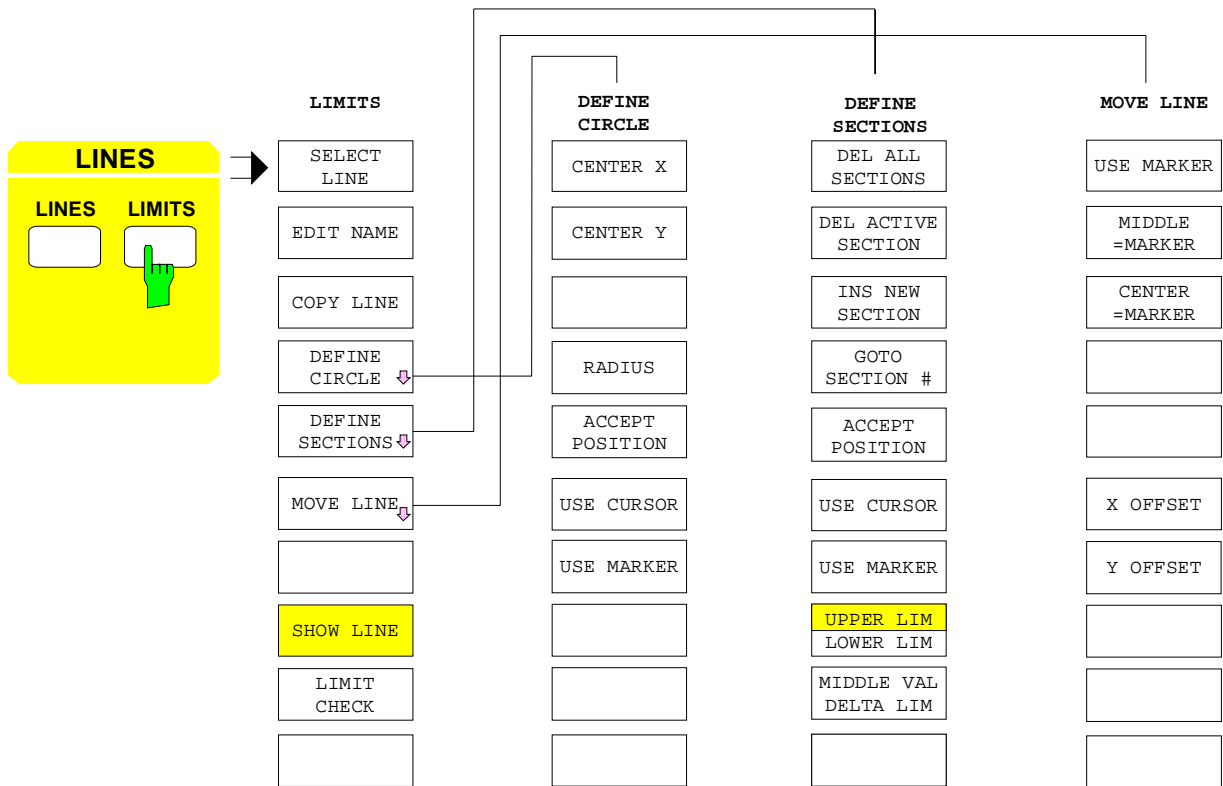 LINES
LINES
LIMITS
LIMITS
SELECT
LINE
EDIT NAME
COPY LINE
DEFINE
CIRCLE
DEFINE
SECTIONS
MOVE LINE
SHOW LINE
LIMIT
CHECK
DEFINE
CIRCLE
CENTER X
CENTER Y
RADIUS
ACCEPT
POSITION
USE CURSOR
USE MARKER
DEFINE
SECTIONS
DEL ALL
SECTIONS
DEL ACTIVE
SECTION
INS NEW
SECTION
GOTO
SECTION #
ACCEPT
POSITION
USE CURSOR
USE MARKER
UPPER LIM
LOWER LIM
MIDDLE VAL
DELTA LIM
MOVE LINE
USE MARKER
MIDDLE
=MARKER
CENTER
=MARKER
X OFFSET
Y OFFSET